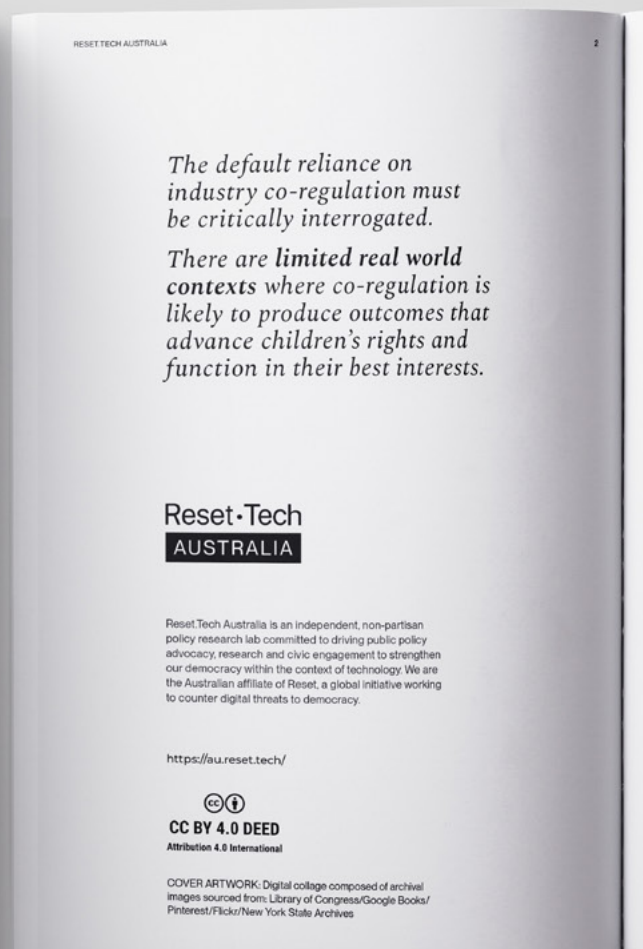 RESET.TECH AUSTRALIA
2
The default reliance on
industry co-regulation must
be critically interrogated.
There are limited real world
contexts where co-regulation is
likely to produce outcomes that
advance children's rights and
function in their best interests.
Reset·Tech
AUSTRALIA
Reset.Tech Australia is an independent, non-partisan
policy research lab committed to driving public policy
advocacy, research and civic engagement to strengthen
our democracy within the context of technology. We are
the Australian affiliate of Reset, a global initiative working
to counter digital threats to democracy.
https://au.reset.tech/
cc
CC BY 4.0 DEED
Attribution 4.0 International
COVER ARTWORK: Digital collage composed of archival
images sourced from: Library of Congress/Google Books/
Pinterest/Flickr/New York State Archives